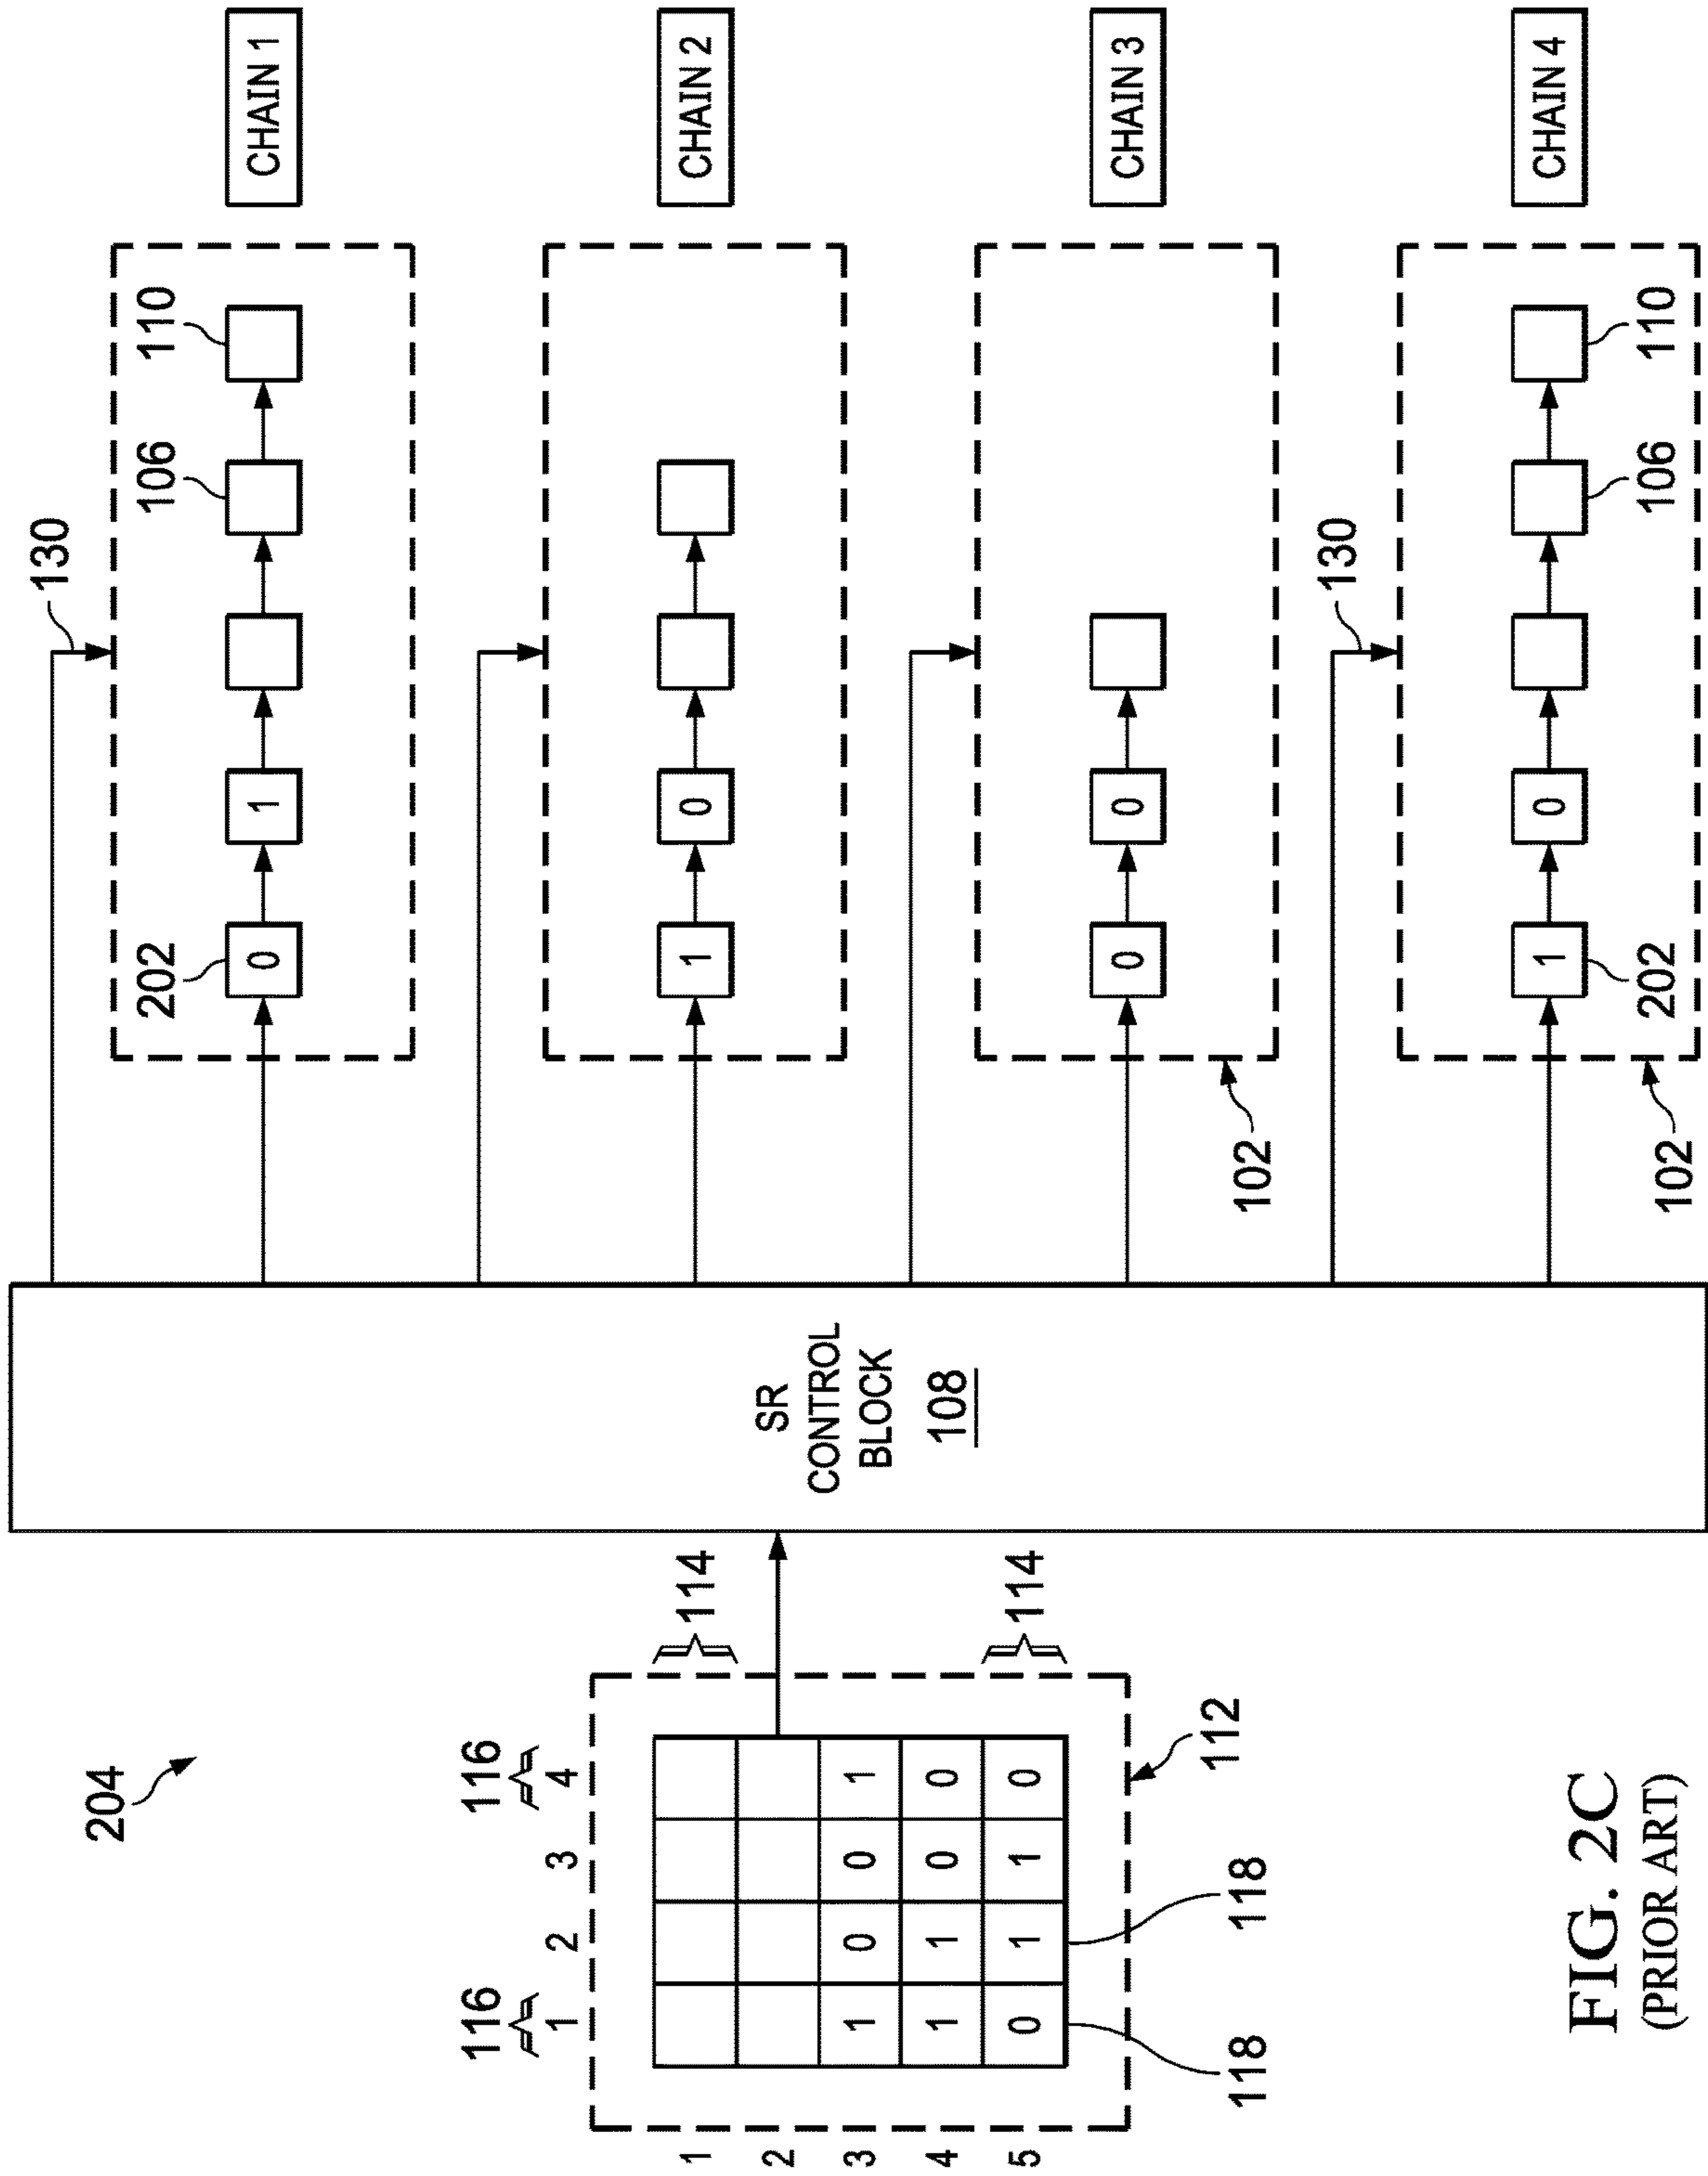 204
130
202
106
110
0
1
CHAIN 1
116
116
1 2 3 4
1
114
2
3 1 0 0 1
4 1 1 0 0
5 0 1 1 0
114
118
118
112
SR
CONTROL
BLOCK
108
1
0
CHAIN 2
0
0
CHAIN 3
102
130
1
0
CHAIN 4
202
106
110
102
FIG. 2C
(PRIOR ART)